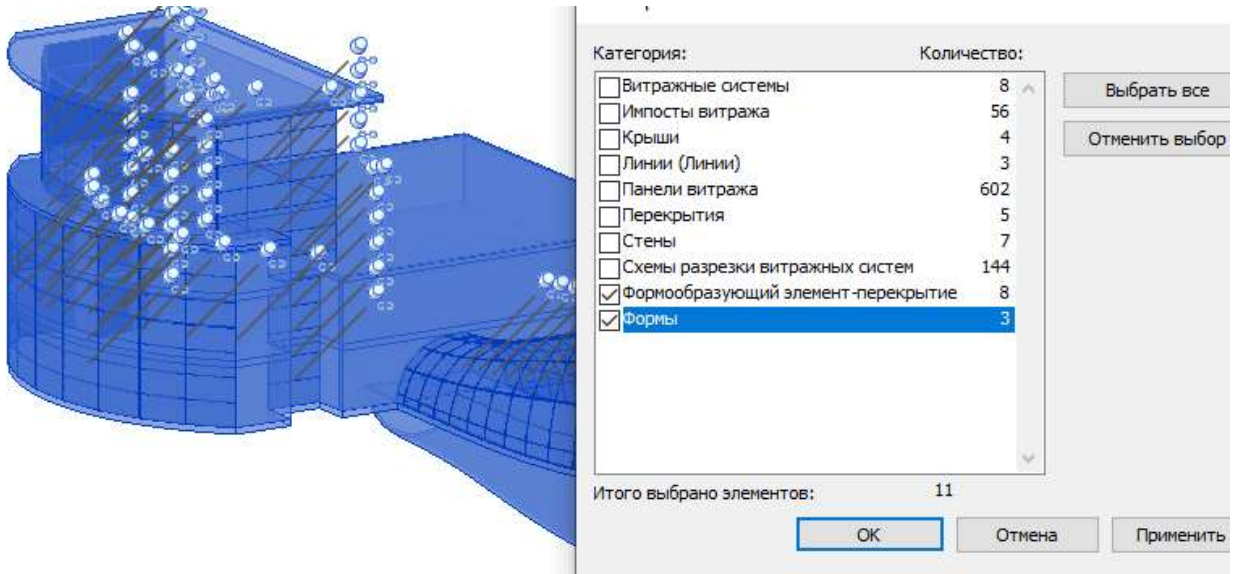 Категория: Количество:
Витражные системы 8
Импосты витража 56
Крыши 4
Линии (Линии) 3
Панели витража 602
Перекрытия 5
Стены 7
Схемы разрезки витражных систем 144
Формообразующий элемент-перекрытие 8
Формы 3
Выбрать все
Отменить выбор
Итого выбрано элементов: 11
ОК Отмена Применить